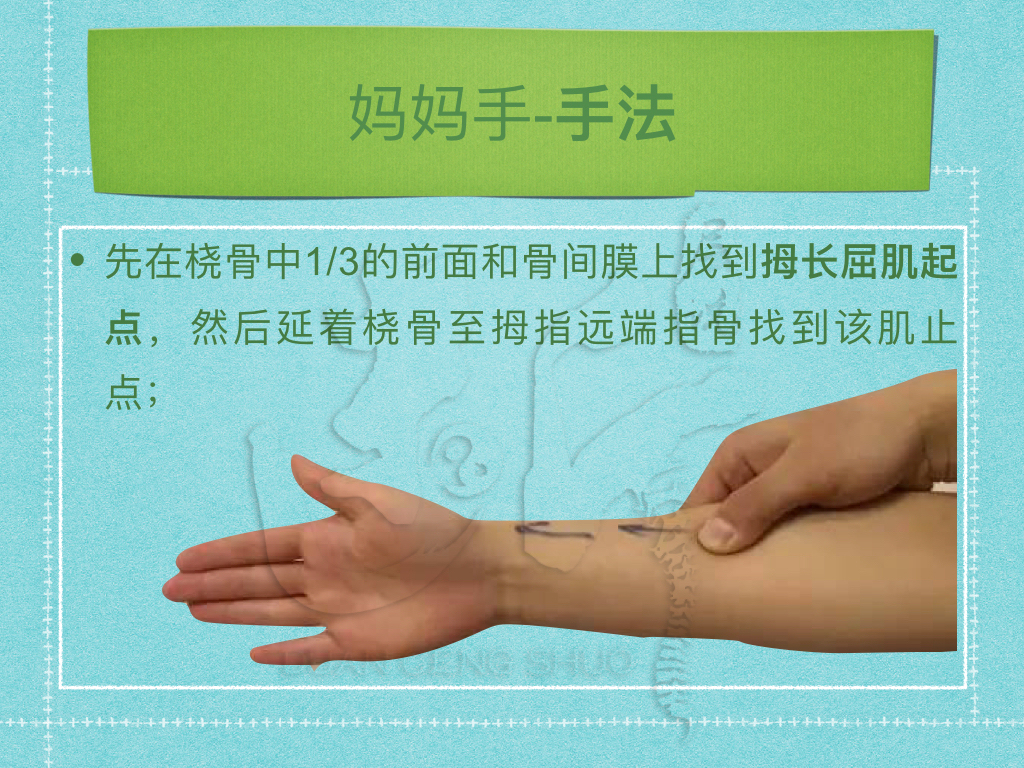 妈妈手-手法
• 先在桡骨中1/3的前面和骨间膜上找到拇长屈肌起
点，然后延着桡骨至拇指远端指骨找到该肌止
点；